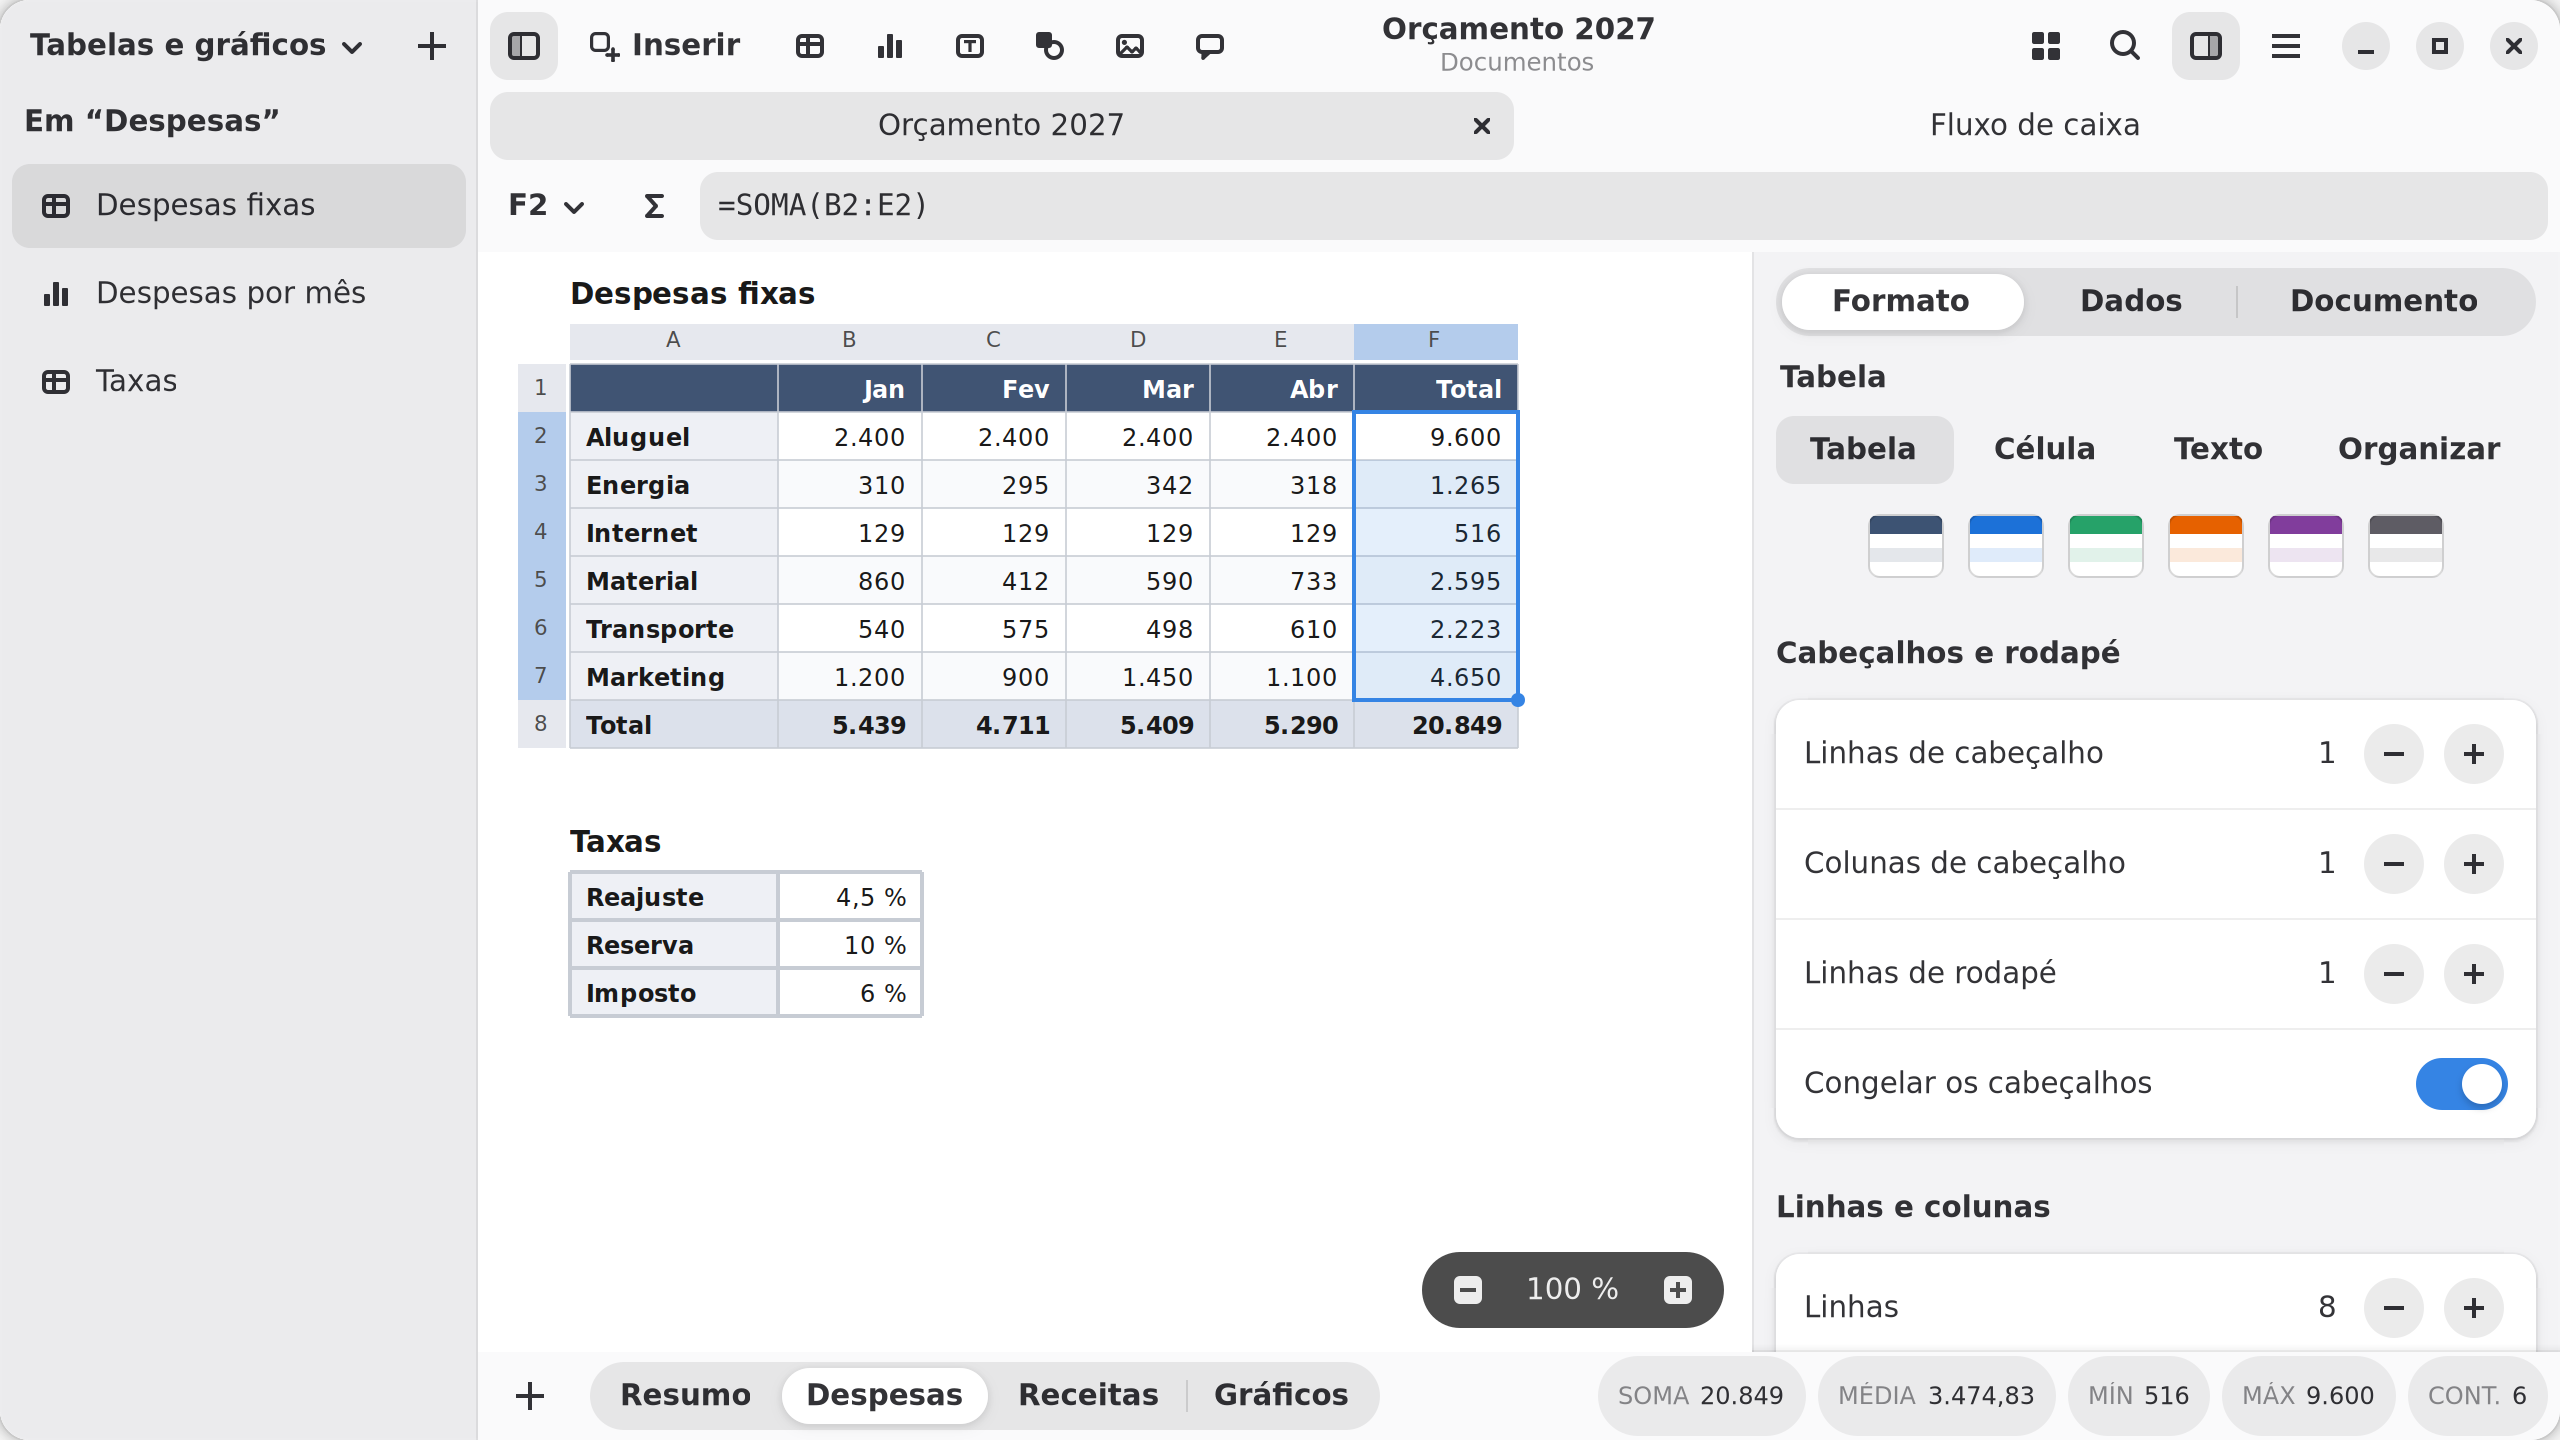 Tabelas e gráficos
Inserir
Orçamento 2027
Documentos
Em “Despesas”
Despesas fixas
Despesas por mês
Taxas
Orçamento 2027
Fluxo de caixa
F2
Σ
=SOMA(B2:E2)
Despesas fixas
A B C D E F
1 Jan Fev Mar Abr Total
2 Aluguel 2.400 2.400 2.400 2.400 9.600
3 Energia 310 295 342 318 1.265
4 Internet 129 129 129 129 516
5 Material 860 412 590 733 2.595
6 Transporte 540 575 498 610 2.223
7 Marketing 1.200 900 1.450 1.100 4.650
8 Total 5.439 4.711 5.409 5.290 20.849
Taxas
Reajuste 4,5 %
Reserva 10 %
Imposto 6 %
100 %
Formato Dados Documento
Tabela
Tabela Célula Texto Organizar
Cabeçalhos e rodapé
Linhas de cabeçalho 1
Colunas de cabeçalho 1
Linhas de rodapé 1
Congelar os cabeçalhos
Linhas e colunas
Linhas 8
Resumo Despesas Receitas Gráficos
SOMA 20.849 MÉDIA 3.474,83 MÍN 516 MÁX 9.600 CONT. 6